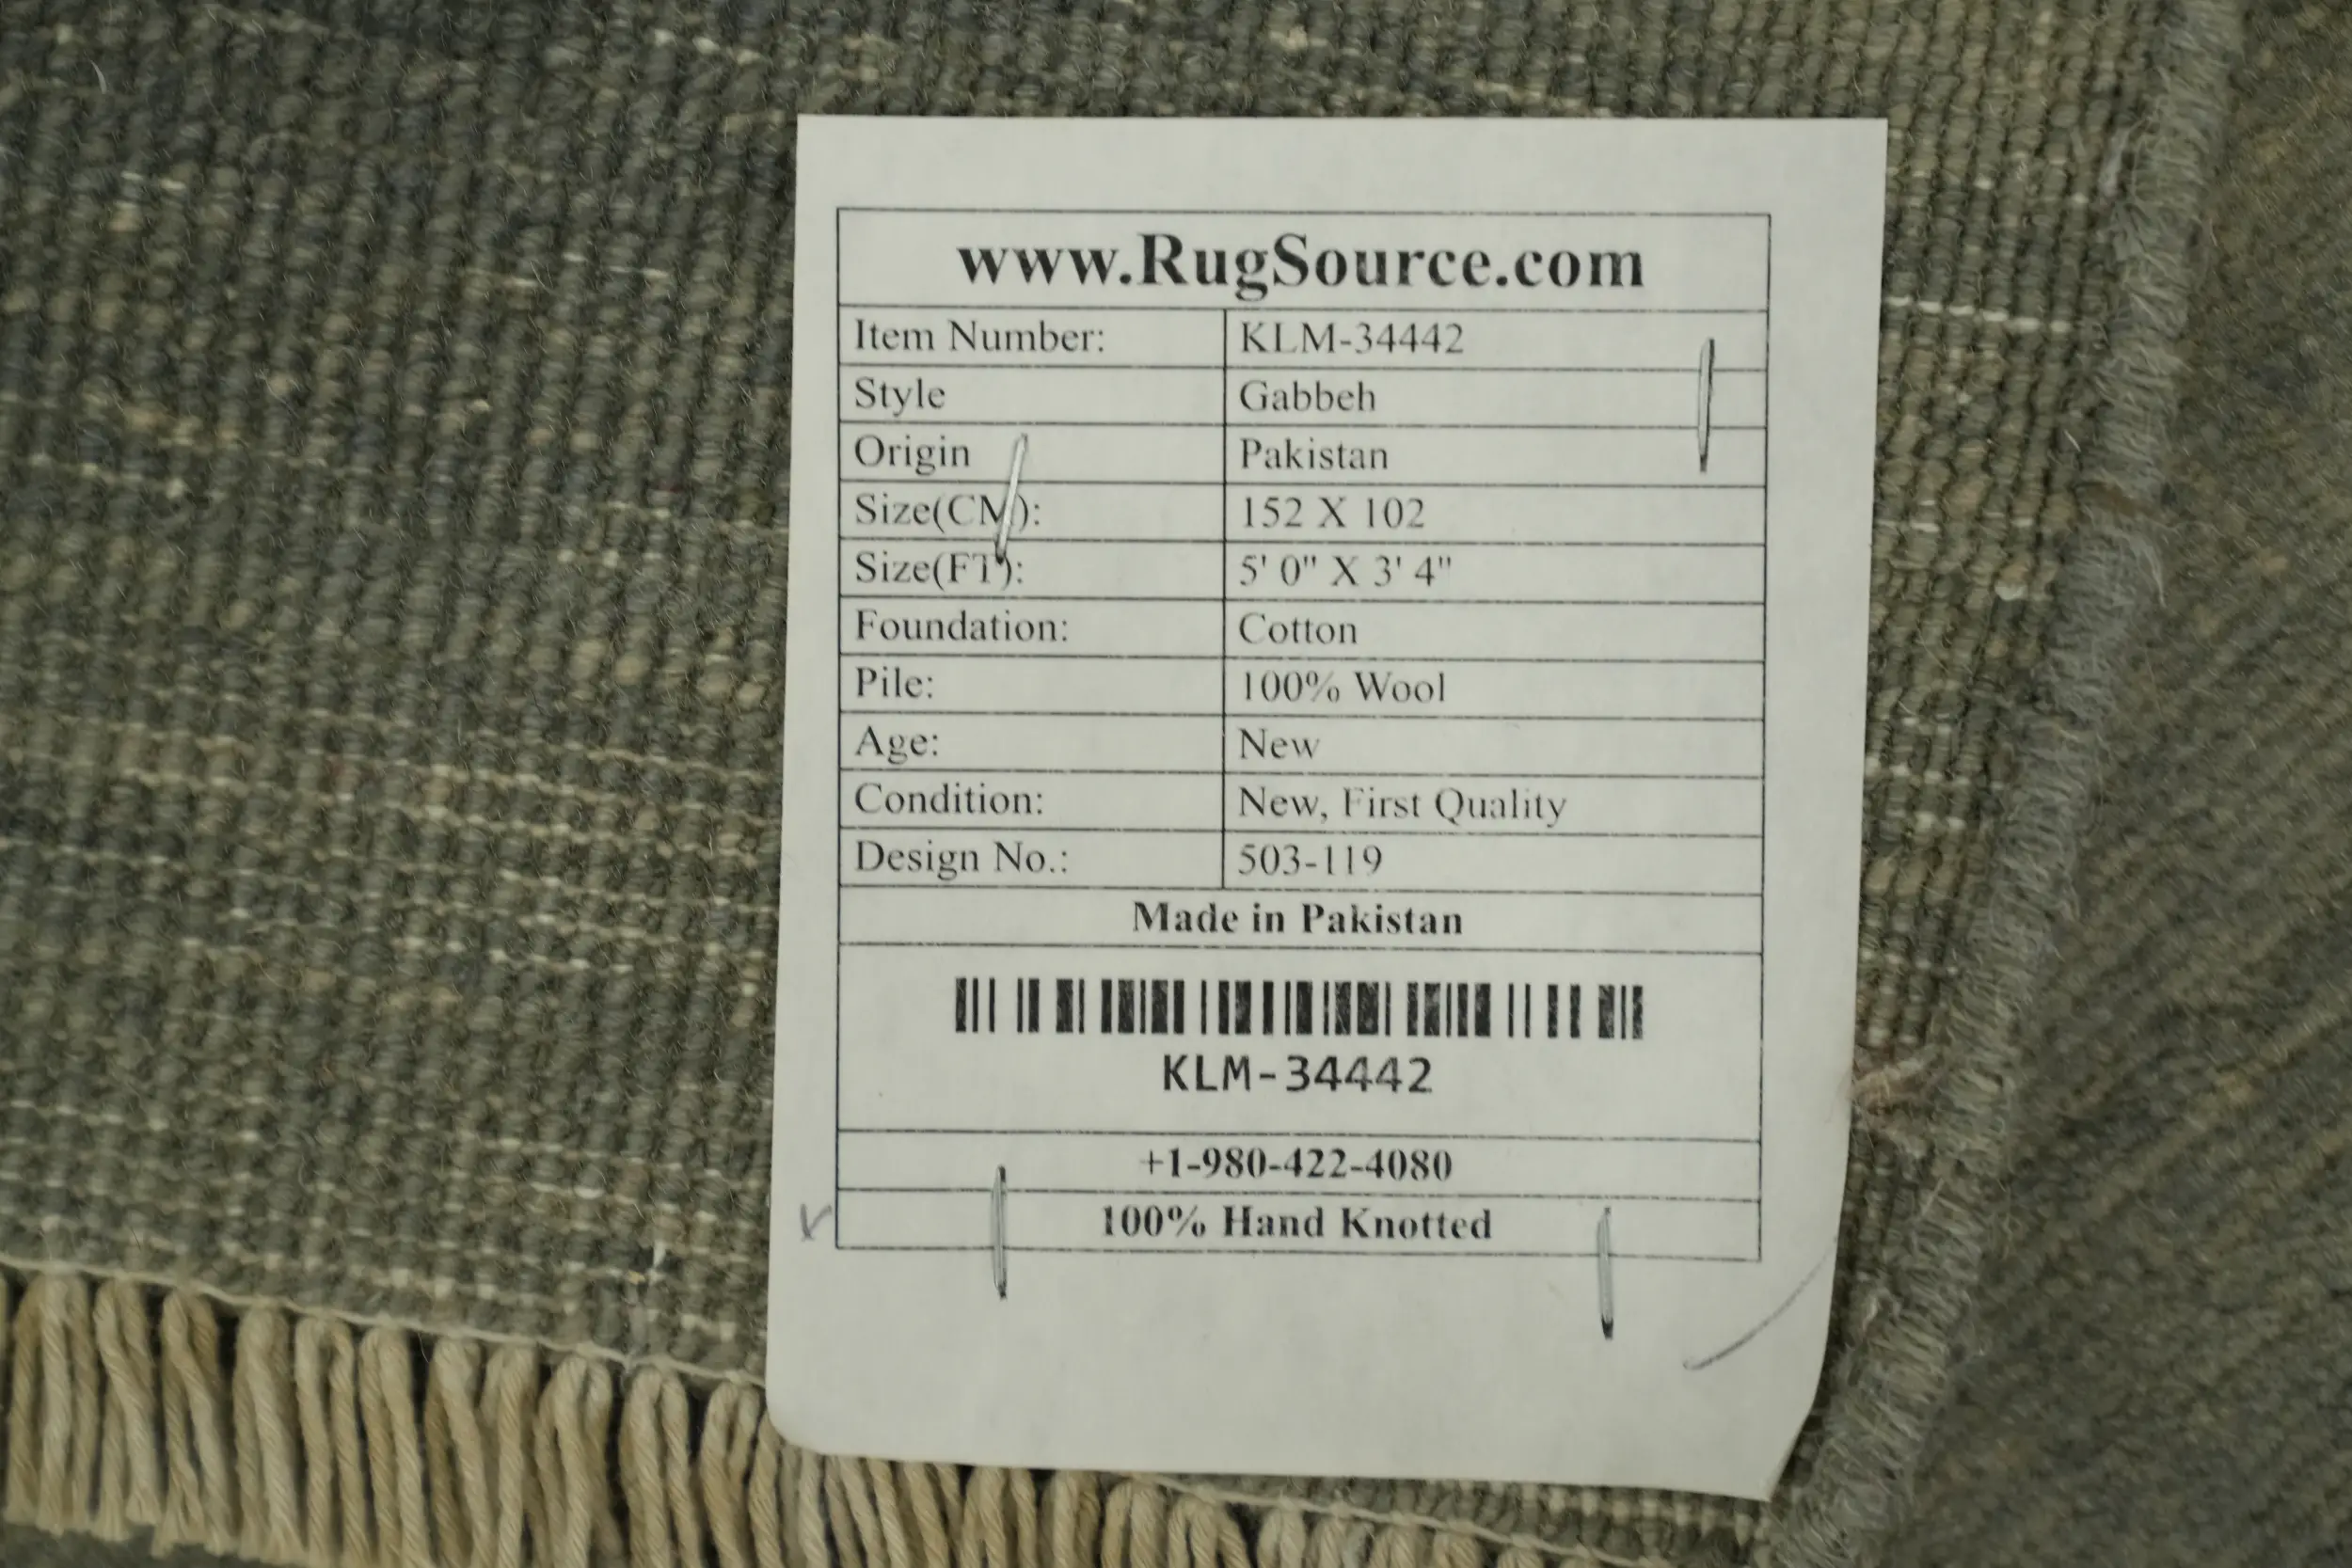 www.RugSource.com
Item Number: KLM-34442
Style Gabbeh
Origin Pakistan
Size(CM): 152 X 102
Size(FT): 5' 0" X 3' 4"
Foundation: Cotton
Pile: 100% Wool
Age: New
Condition: New, First Quality
Design No.: 503-119
Made in Pakistan
KLM-34442
+1-980-422-4080
100% Hand Knotted